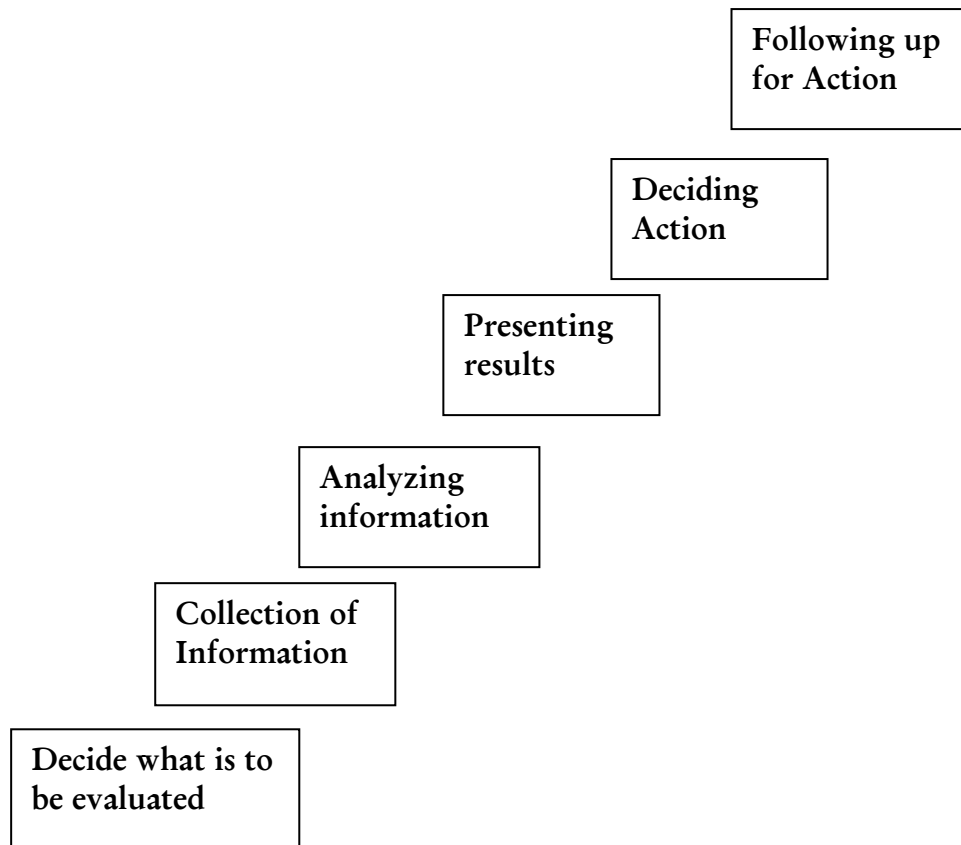 Following up
for Action
Deciding
Action
Presenting
results
Analyzing
information
Collection of
Information
Decide what is to
be evaluated